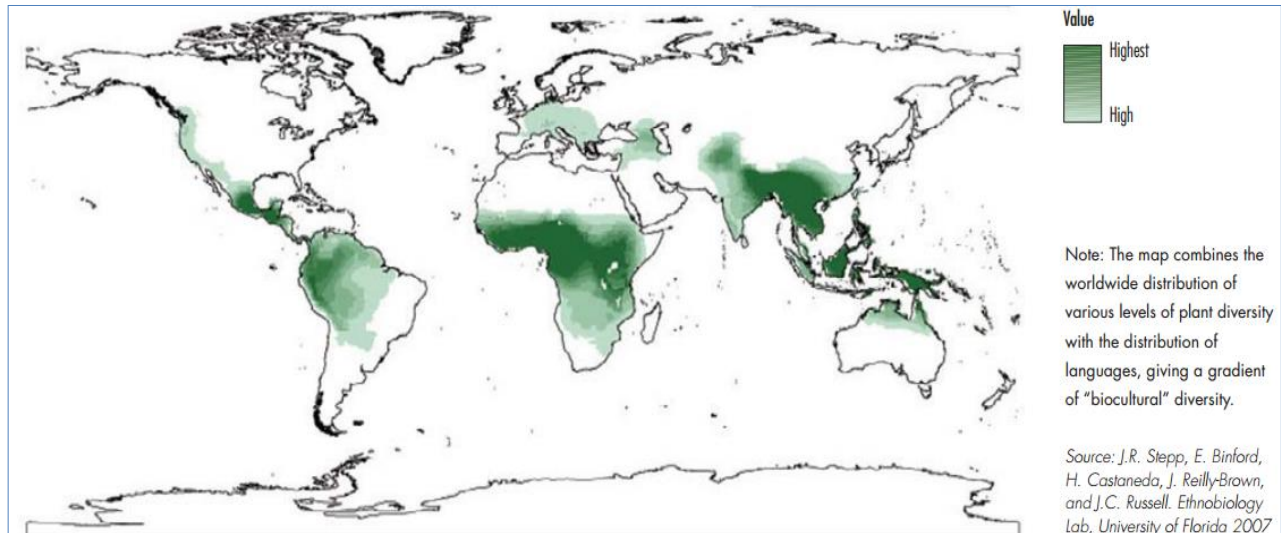 Value
Highest
High
Note: The map combines the
worldwide distribution of
various levels of plant diversity
with the distribution of
languages, giving a gradient
of "biocultural" diversity.
Source: J.R. Stepp, E. Binford,
H. Castaneda, J. Reilly-Brown,
and J.C. Russell. Ethnobiology
Lab, University of Florida 2007